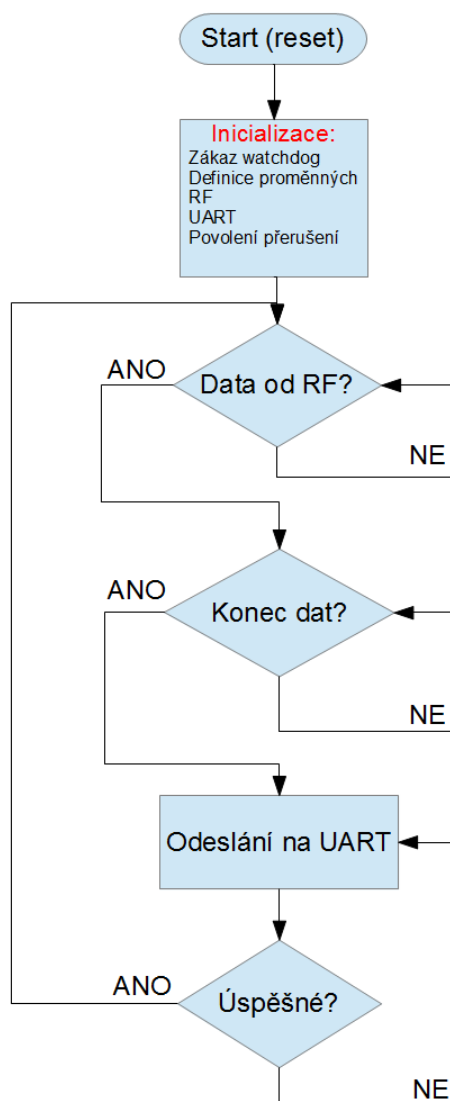 Start (reset)
Inicializace:
Zákaz watchdog
Definice proměnných
RF
UART
Povolení přerušení
ANO
Data od RF?
NE
ANO
Konec dat?
NE
Odeslání na UART
ANO
Úspěšné?
NE